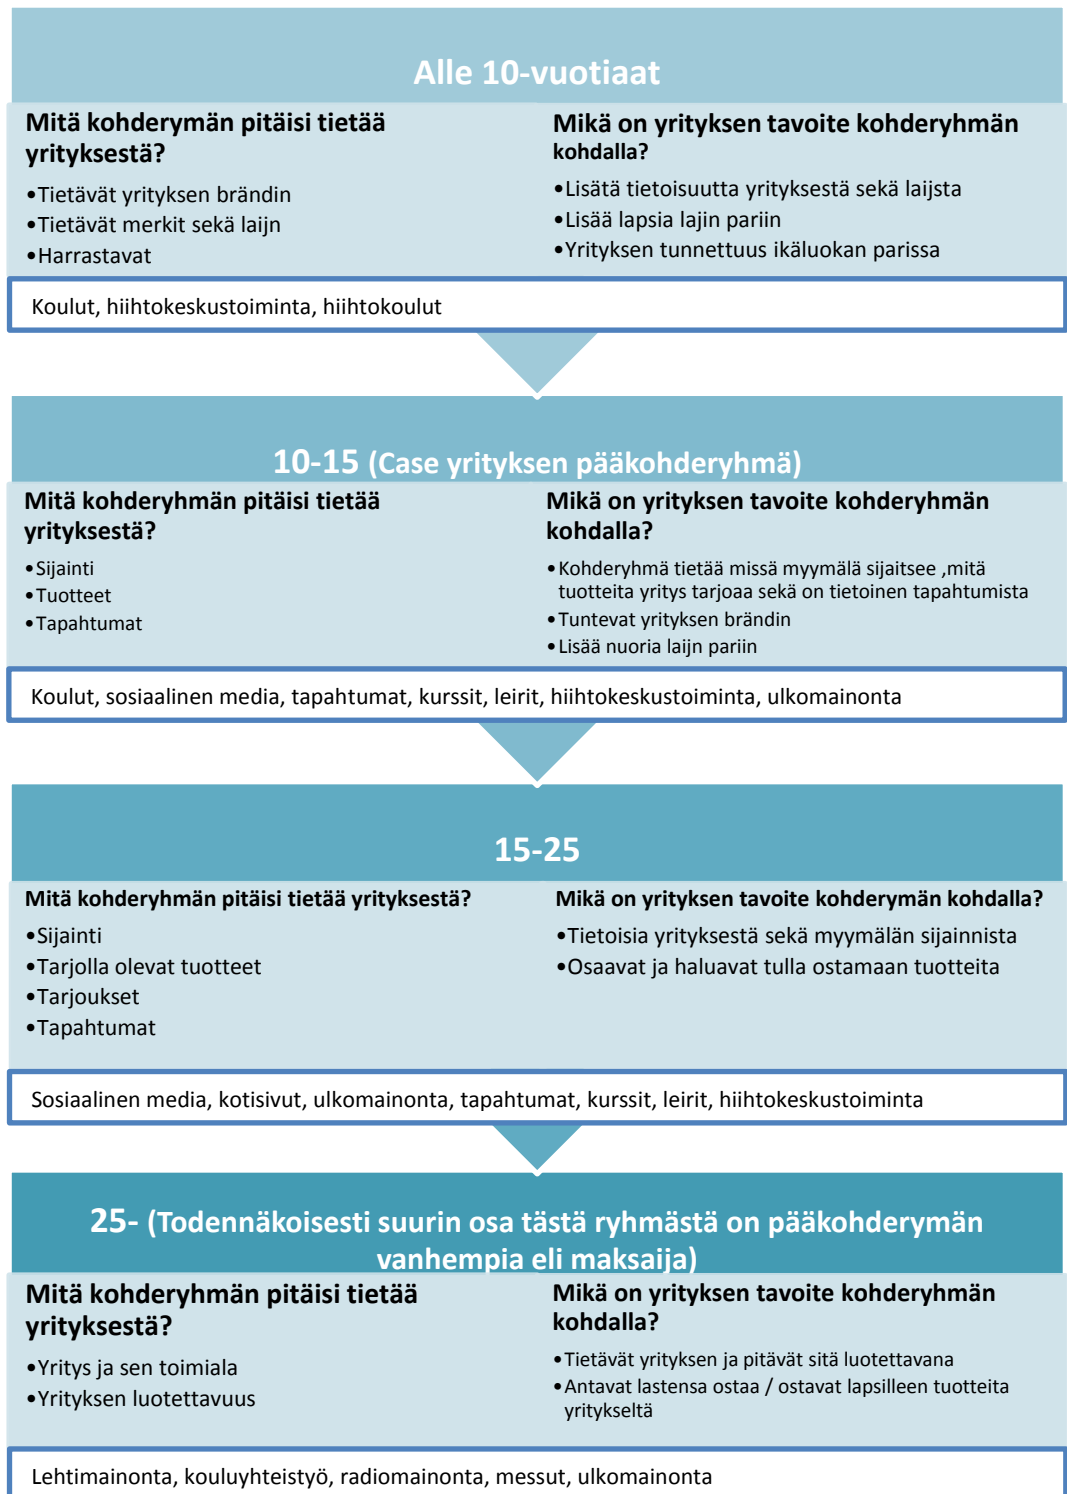 Alle 10-vuotiaat
Mitä kohderymän pitäisi tietää
yrityksestä?
•Tietävät yrityksen brändin
•Tietävät merkit sekä laijn
•Harrastavat
Mikä on yrityksen tavoite kohderyhmän
kohdalla?
•Lisätä tietoisuutta yrityksestä sekä laijsta
•Lisää lapsia lajin pariin
•Yrityksen tunnettuus ikäluokan parissa
Koulut, hiihtokeskustoiminta, hiihtokoulut
10-15 (Case yrityksen pääkohderyhmä)
Mitä kohderyhmän pitäisi tietää
yrityksestä?
•Sijainti
•Tuotteet
•Tapahtumat
Mikä on yrityksen tavoite kohderyhmän
kohdalla?
•Kohderyhmä tietää missä myymälä sijaitsee ,mitä
tuotteita yritys tarjoaa sekä on tietoinen tapahtumista
•Tuntevat yrityksen brändin
•Lisää nuoria laijn pariin
Koulut, sosiaalinen media, tapahtumat, kurssit, leirit, hiihtokeskustoiminta, ulkomainonta
15-25
Mitä kohderyhmän pitäisi tietää yrityksestä?
•Sijainti
•Tarjolla olevat tuotteet
•Tarjoukset
•Tapahtumat
Mikä on yrityksen tavoite kohderymän kohdalla?
•Tietoisia yrityksestä sekä myymälän sijainnista
•Osaavat ja haluavat tulla ostamaan tuotteita
Sosiaalinen media, kotisivut, ulkomainonta, tapahtumat, kurssit, leirit, hiihtokeskustoiminta
25- (Todennäkoisesti suurin osa tästä ryhmästä on pääkohderymän
vanhempia eli maksaija)
Mitä kohderyhmän pitäisi tietää
yrityksestä?
•Yritys ja sen toimiala
•Yrityksen luotettavuus
Mikä on yrityksen tavoite kohderyhmän
kohdalla?
•Tietävät yrityksen ja pitävät sitä luotettavana
•Antavat lastensa ostaa / ostavat lapsilleen tuotteita
yritykseltä
Lehtimainonta, kouluyhteistyö, radiomainonta, messut, ulkomainonta